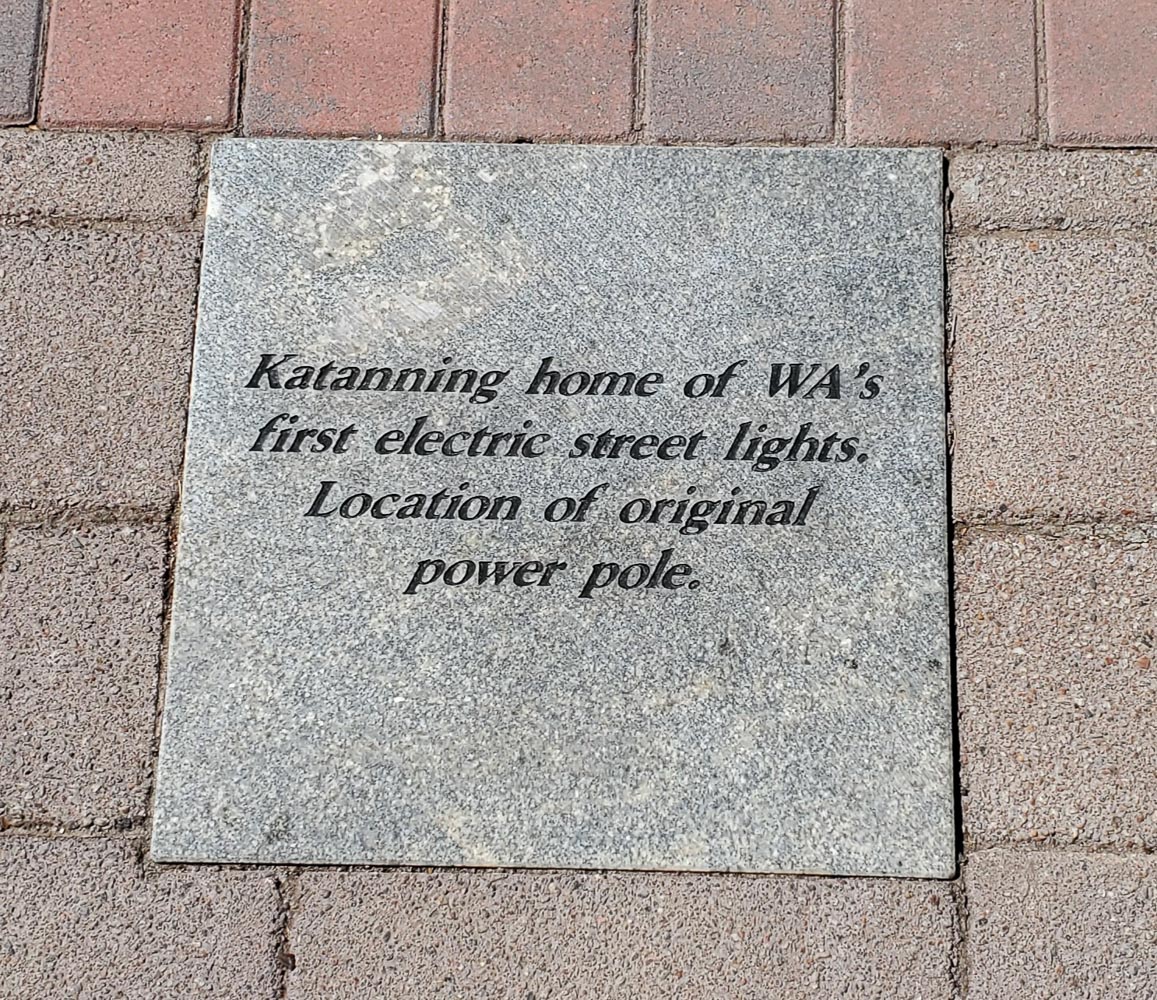 Katanning home of WA's
first electric street lights.
Location of original
power pole.